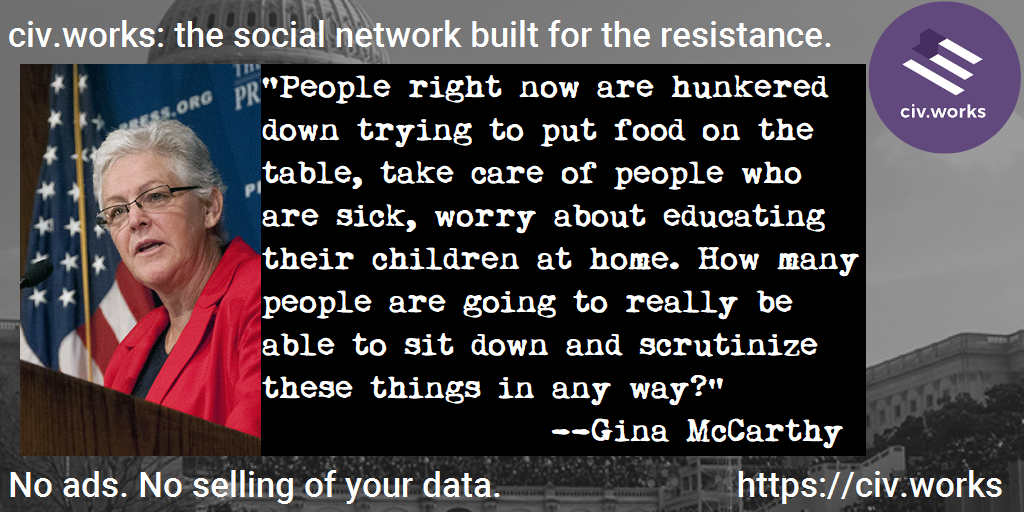 civ.works: the social network built for the resistance.
civ.works
PRESS.ORG
"People right now are hunkered
down trying to put food on the
table, take care of people who
are sick, worry about educating
their children at home. How many
people are going to really be
able to sit down and scrutinize
these things in any way?"
--Gina McCarthy
No ads. No selling of your data.
https://civ.works